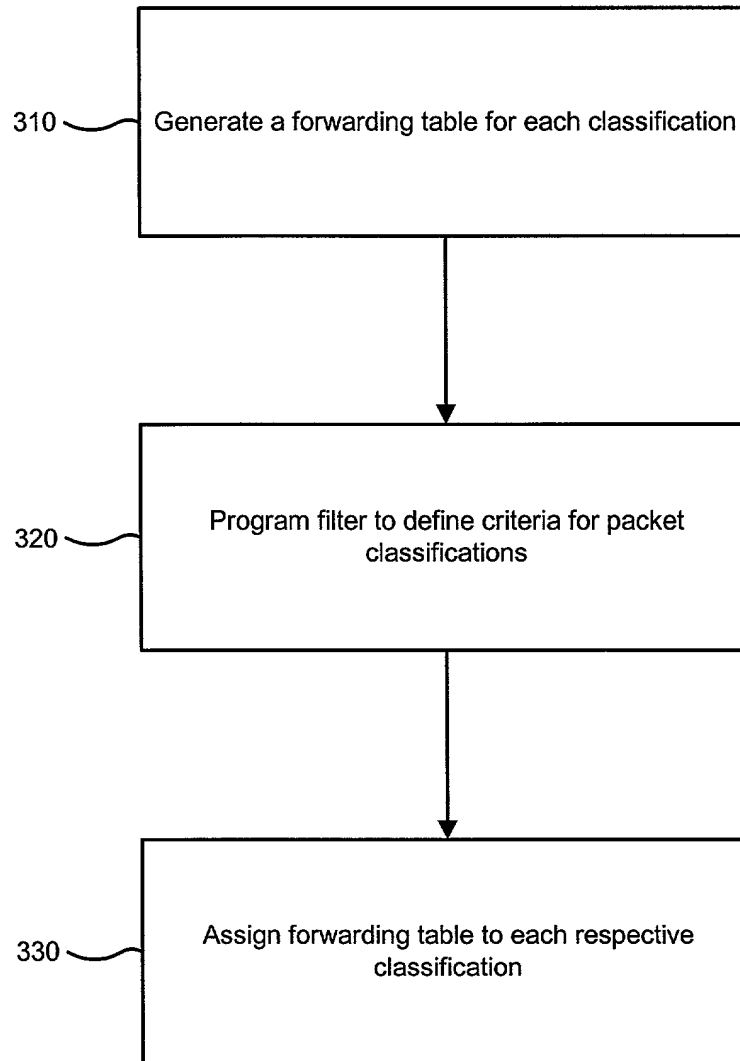 310
Generate a forwarding table for each classification
320
Program filter to define criteria for packet
classifications
330
Assign forwarding table to each respective
classification